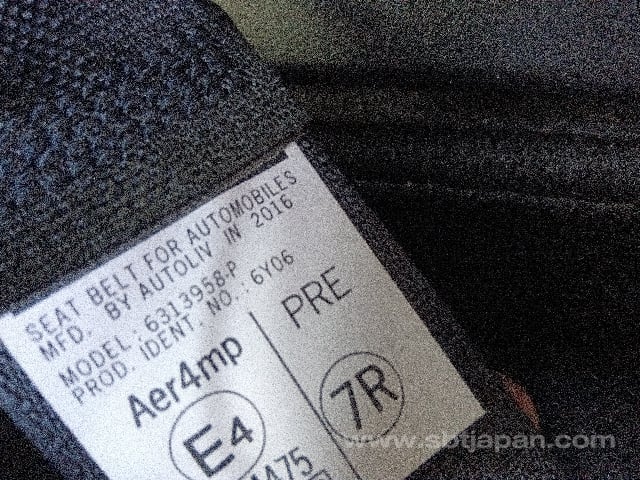 SEAT BELT FOR AUTOMOBILES
MFD. BY AUTOLIV IN 2016
MODEL: 6313958-P
PROD. IDENT. NO.: 6Y06
Aer4mp
PRE
E4
7R
www.sbtjapan.com